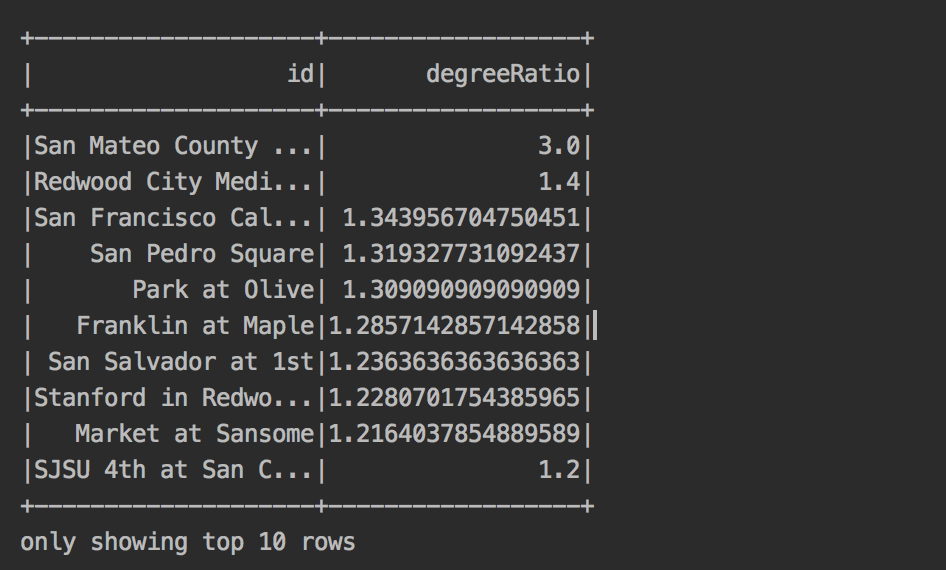 +--------------------+------------------+
|                  id|       degreeRatio|
+--------------------+------------------+
|San Mateo County ...|               3.0|
|Redwood City Medi...|               1.4|
|San Francisco Cal...| 1.343956704750451|
|    San Pedro Square| 1.319327731092437|
|       Park at Olive| 1.309090909090909|
|   Franklin at Maple|1.2857142857142858|
| San Salvador at 1st|1.2363636363636363|
|Stanford in Redwo...|1.2280701754385965|
|   Market at Sansome|1.2164037854889589|
|SJSU 4th at San C...|               1.2|
+--------------------+------------------+
only showing top 10 rows